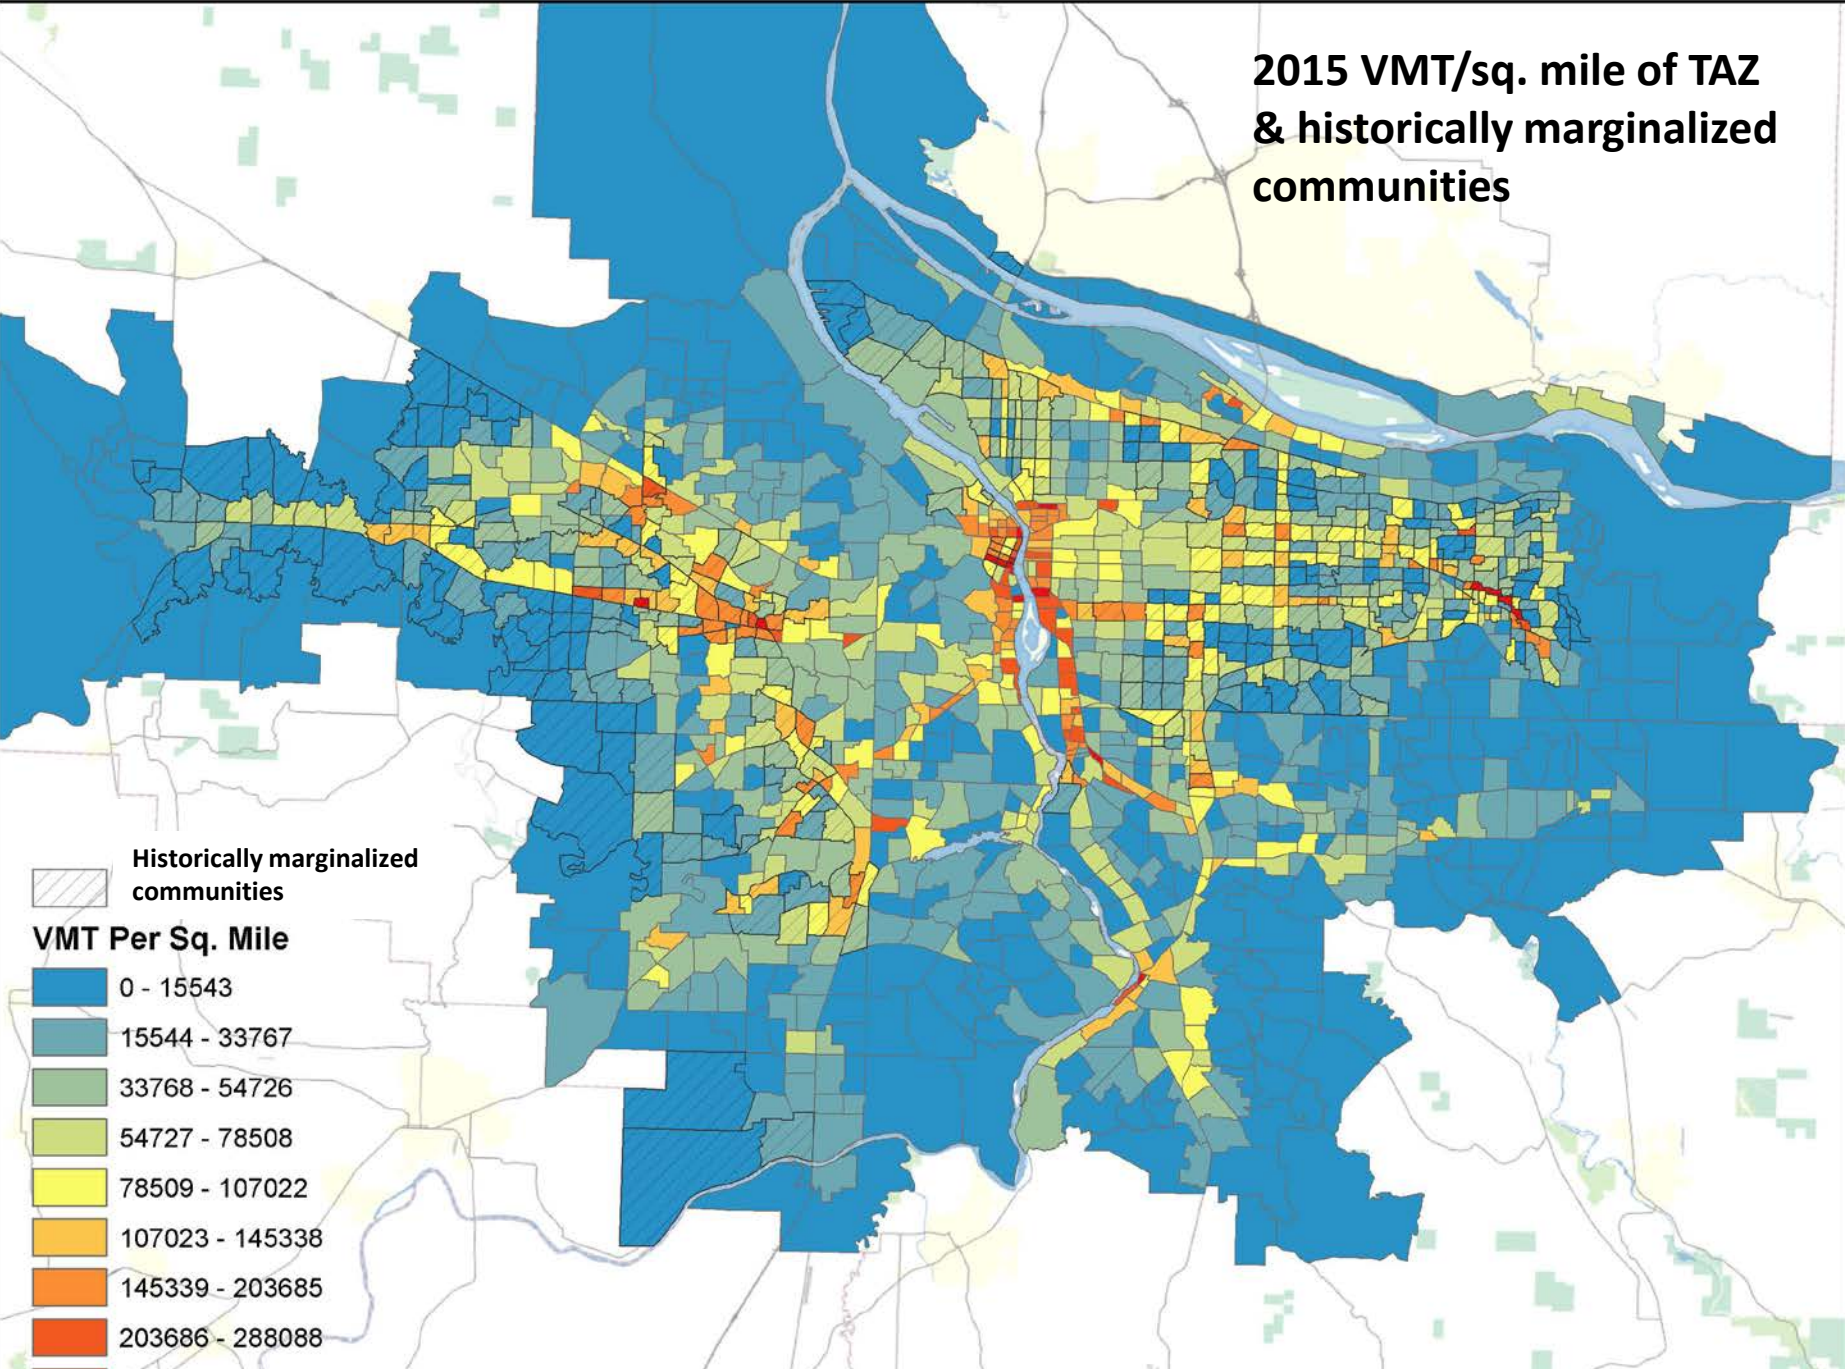 2015 VMT/sq. mile of TAZ
& historically marginalized
communities
Historically marginalized
communities
VMT Per Sq. Mile
0 - 15543
15544 - 33767
33768 - 54726
54727 - 78508
78509 - 107022
107023 - 145338
145339 - 203685
203686 - 288088